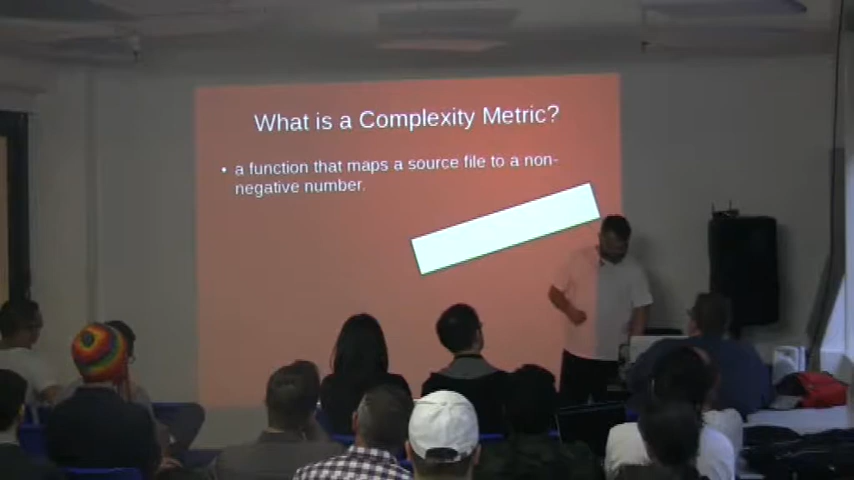 What is a Complexity Metric?
• a function that maps a source file to a non-
negative number.